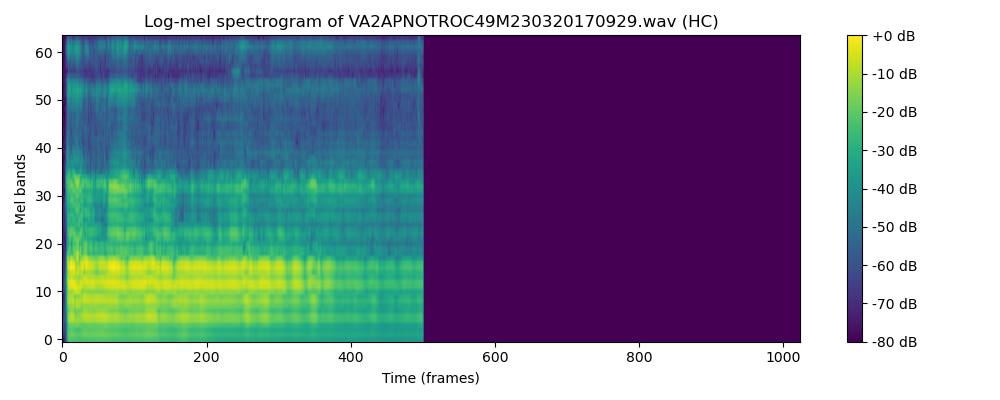 Log-mel spectrogram of VA2APNOTROC49M230320170929.wav (HC)
Mel bands
60
50
40
30
20
10
0
0 200 400 600 800 1000
Time (frames)
+0 dB
-10 dB
-20 dB
-30 dB
-40 dB
-50 dB
-60 dB
-70 dB
-80 dB